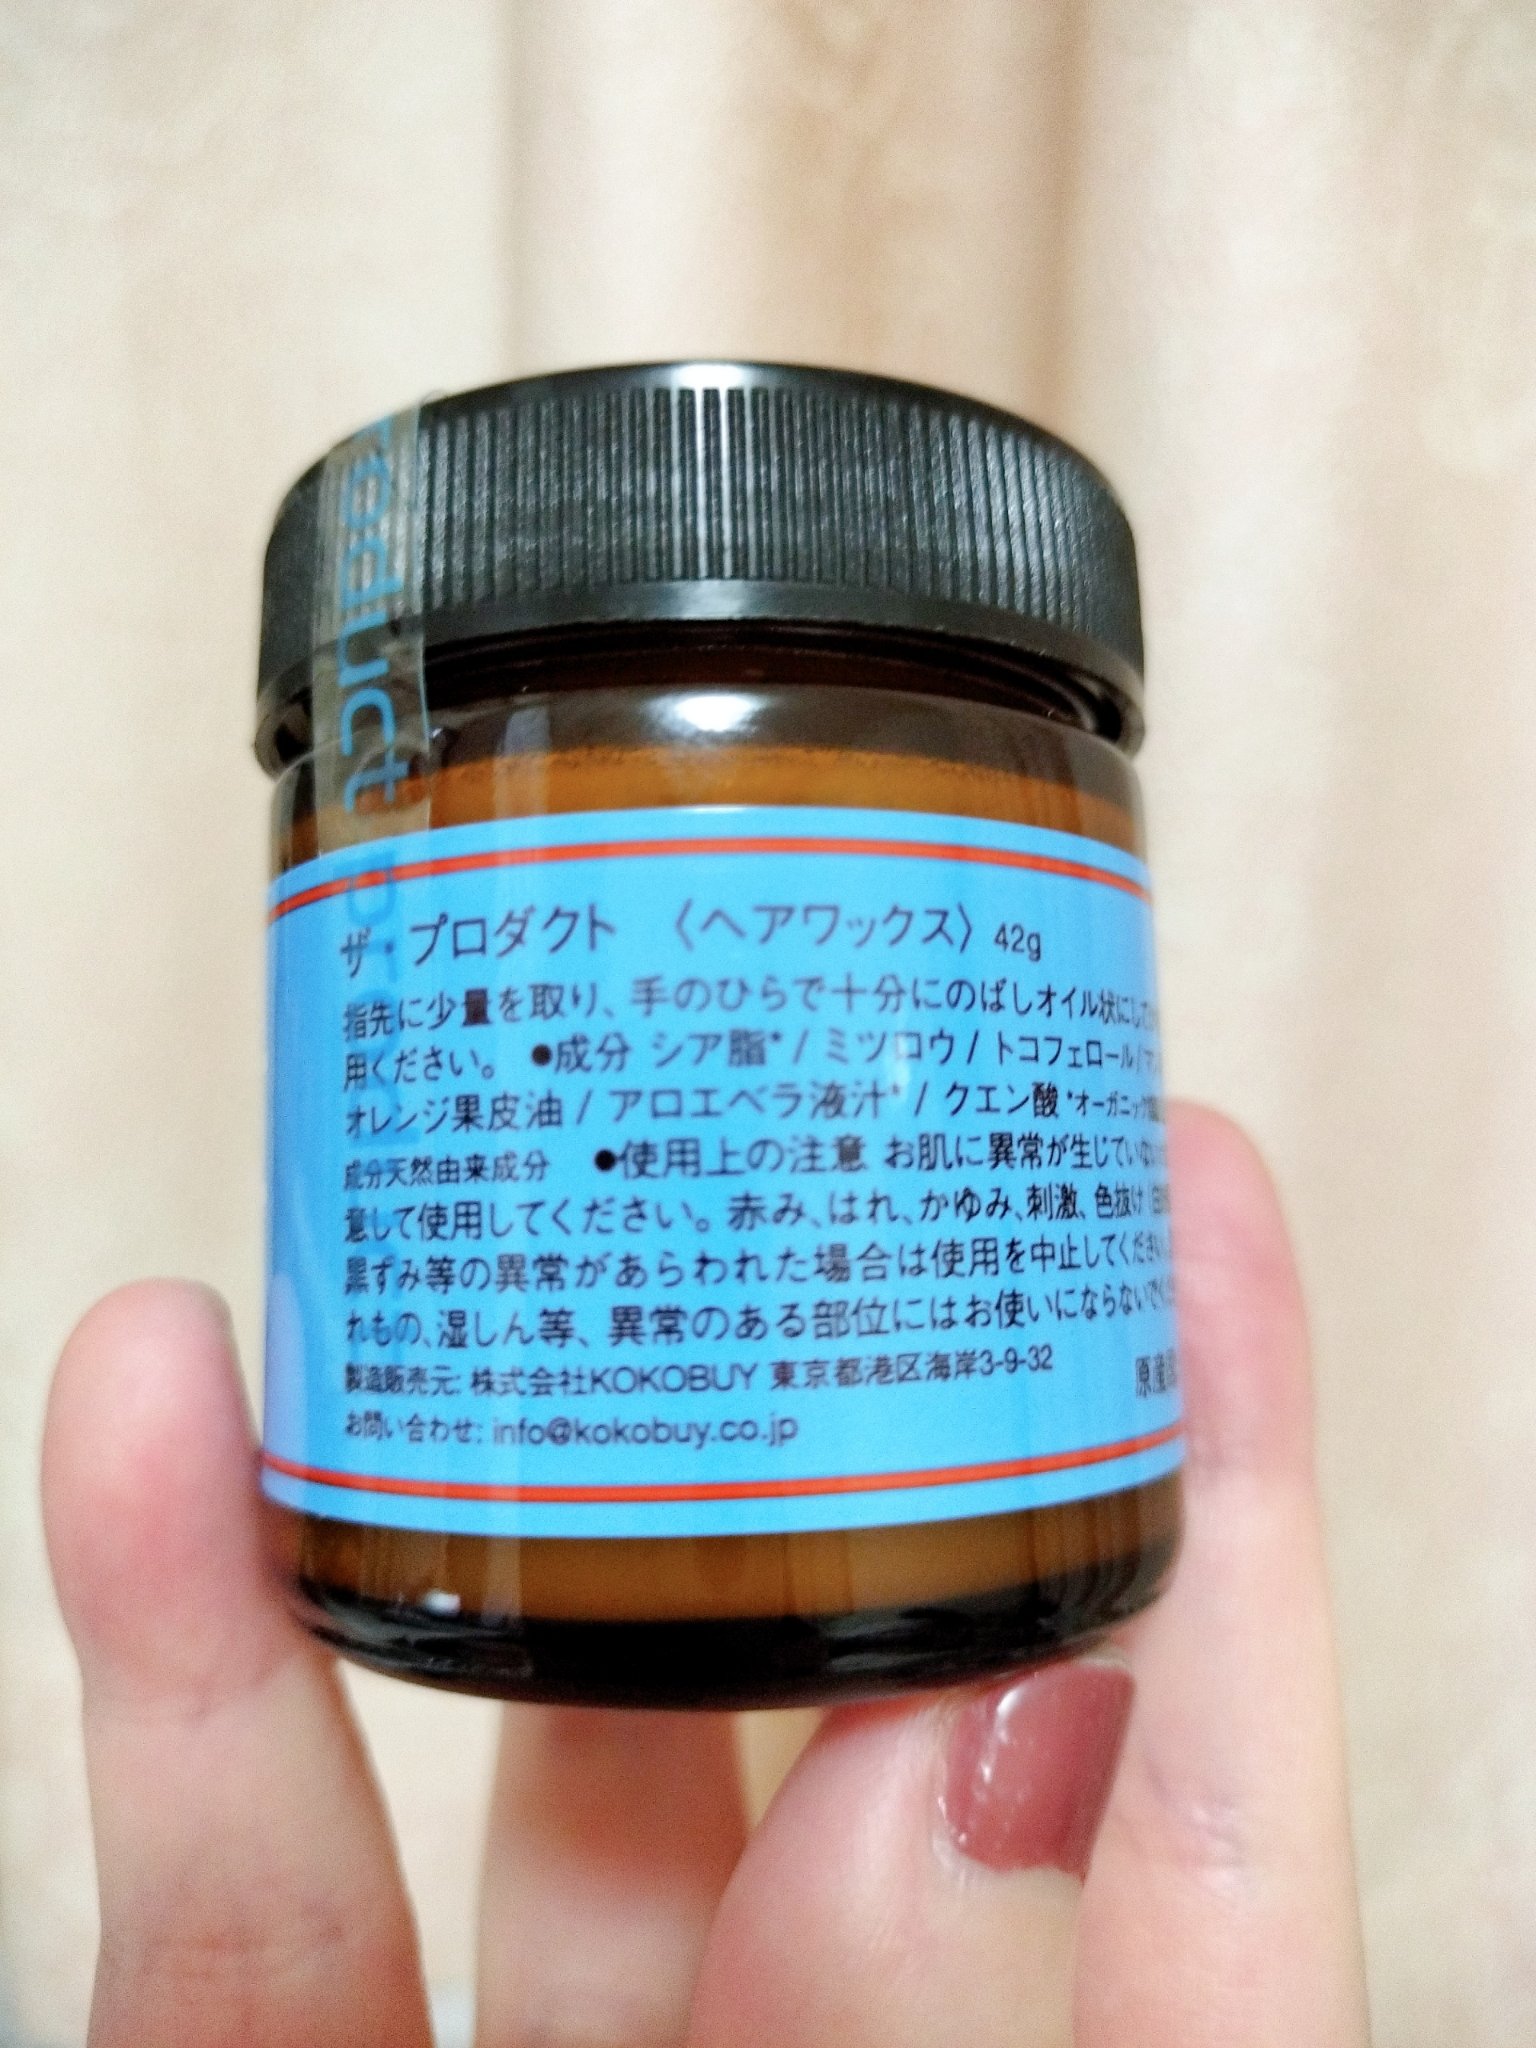 product product
ザ・プロダクト 〈ヘアワックス〉 42g
指先に少量を取り、手のひらで十分にのばしオイル状にして
用ください。 ●成分 シア脂* / ミツロウ / トコフェロール /
オレンジ果皮油 / アロエベラ液汁* / クエン酸 *オーガニック
成分天然由来成分 ●使用上の注意 お肌に異常が生じていない
意して使用してください。赤み、はれ、かゆみ、刺激、色抜け
黒ずみ等の異常があらわれた場合は使用を中止してください
れもの、湿しん等、異常のある部位にはお使いにならないで
製造販売元: 株式会社KOKOBUY 東京都港区海岸3-9-32 原産
お問い合わせ: info@kokobuy.co.jp